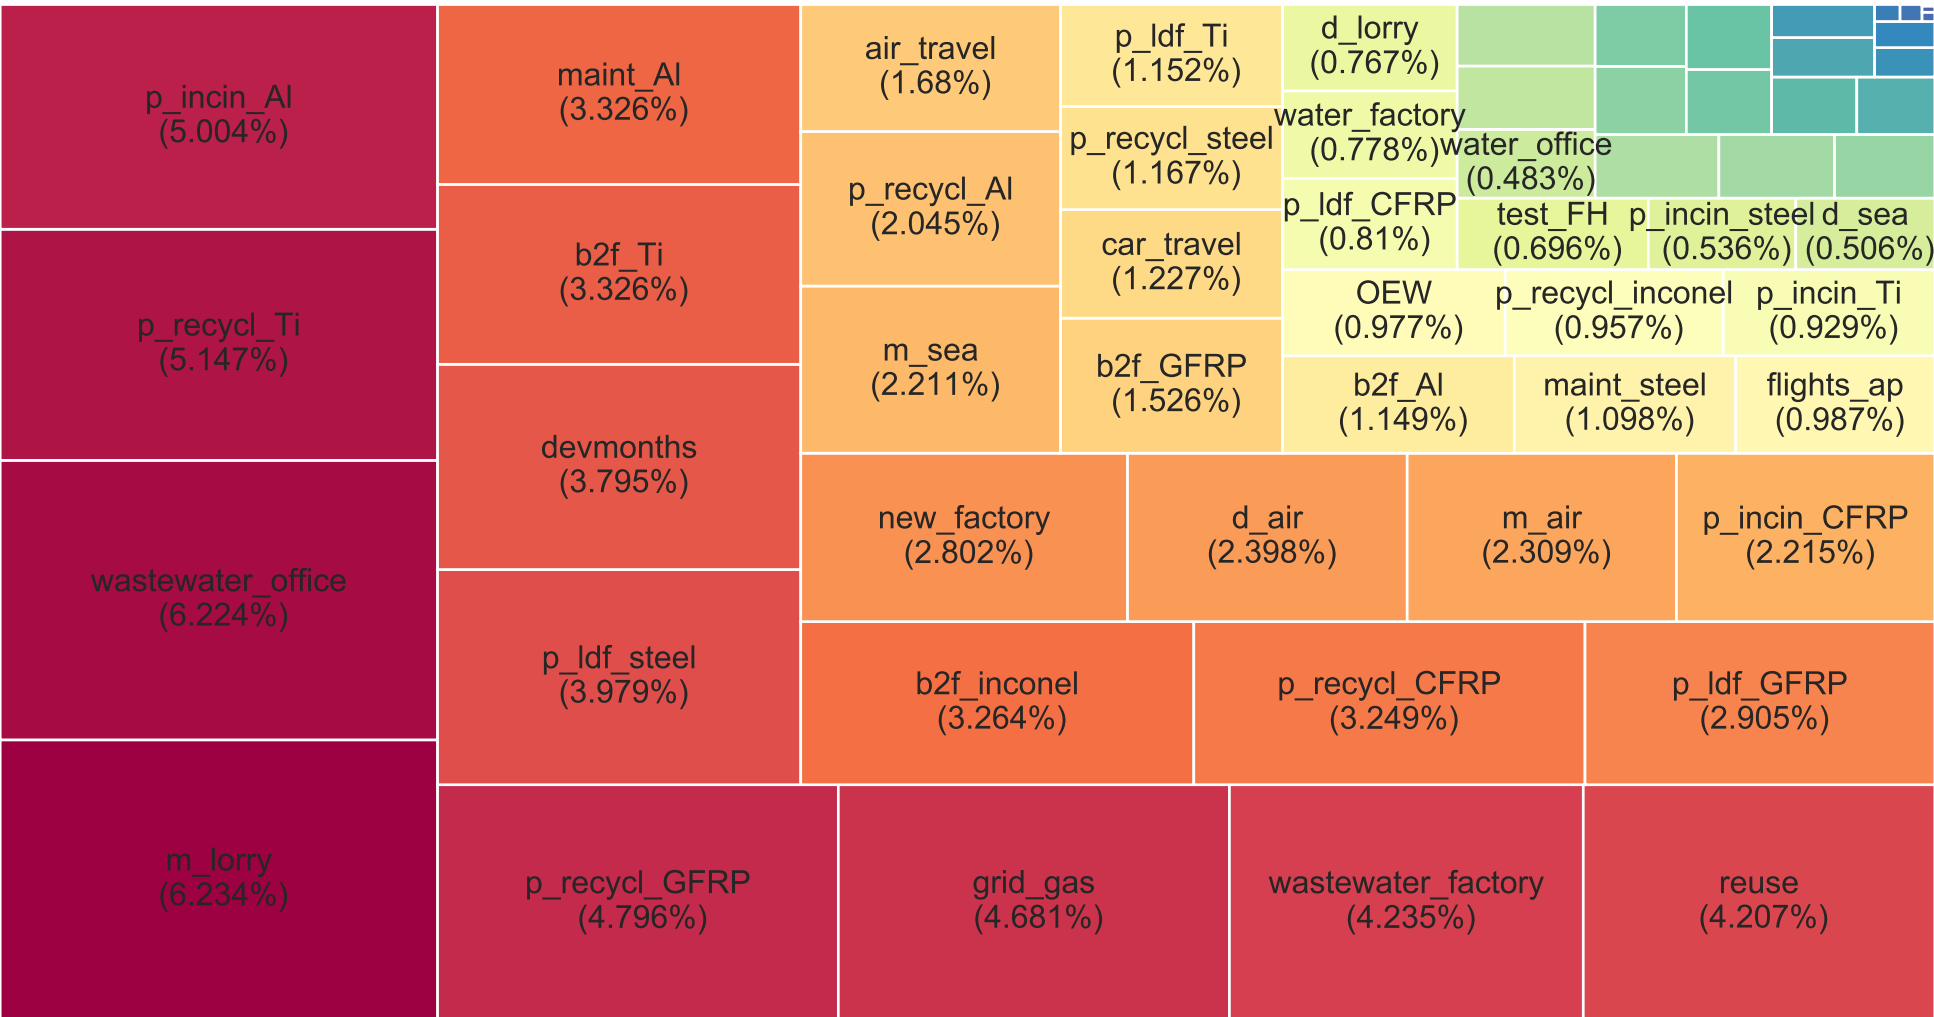 p_incin_Al
(5.004%)
p_recycl_Ti
(5.147%)
wastewater_office
(6.224%)
m_lorry
(6.234%)
maint_Al
(3.326%)
b2f_Ti
(3.326%)
devmonths
(3.795%)
p_ldf_steel
(3.979%)
p_recycl_GFRP
(4.796%)
grid_gas
(4.681%)
wastewater_factory
(4.235%)
reuse
(4.207%)
air_travel
(1.68%)
p_recycl_Al
(2.045%)
m_sea
(2.211%)
p_ldf_Ti
(1.152%)
p_recycl_steel
(1.167%)
car_travel
(1.227%)
b2f_GFRP
(1.526%)
d_lorry
(0.767%)
water_factory
(0.778%)
p_ldf_CFRP
(0.81%)
water_office
(0.483%)
test_FH
(0.696%)
p_incin_steel
(0.536%)
d_sea
(0.506%)
OEW
(0.977%)
p_recycl_inconel
(0.957%)
p_incin_Ti
(0.929%)
b2f_Al
(1.149%)
maint_steel
(1.098%)
flights_ap
(0.987%)
new_factory
(2.802%)
d_air
(2.398%)
m_air
(2.309%)
p_incin_CFRP
(2.215%)
b2f_inconel
(3.264%)
p_recycl_CFRP
(3.249%)
p_ldf_GFRP
(2.905%)